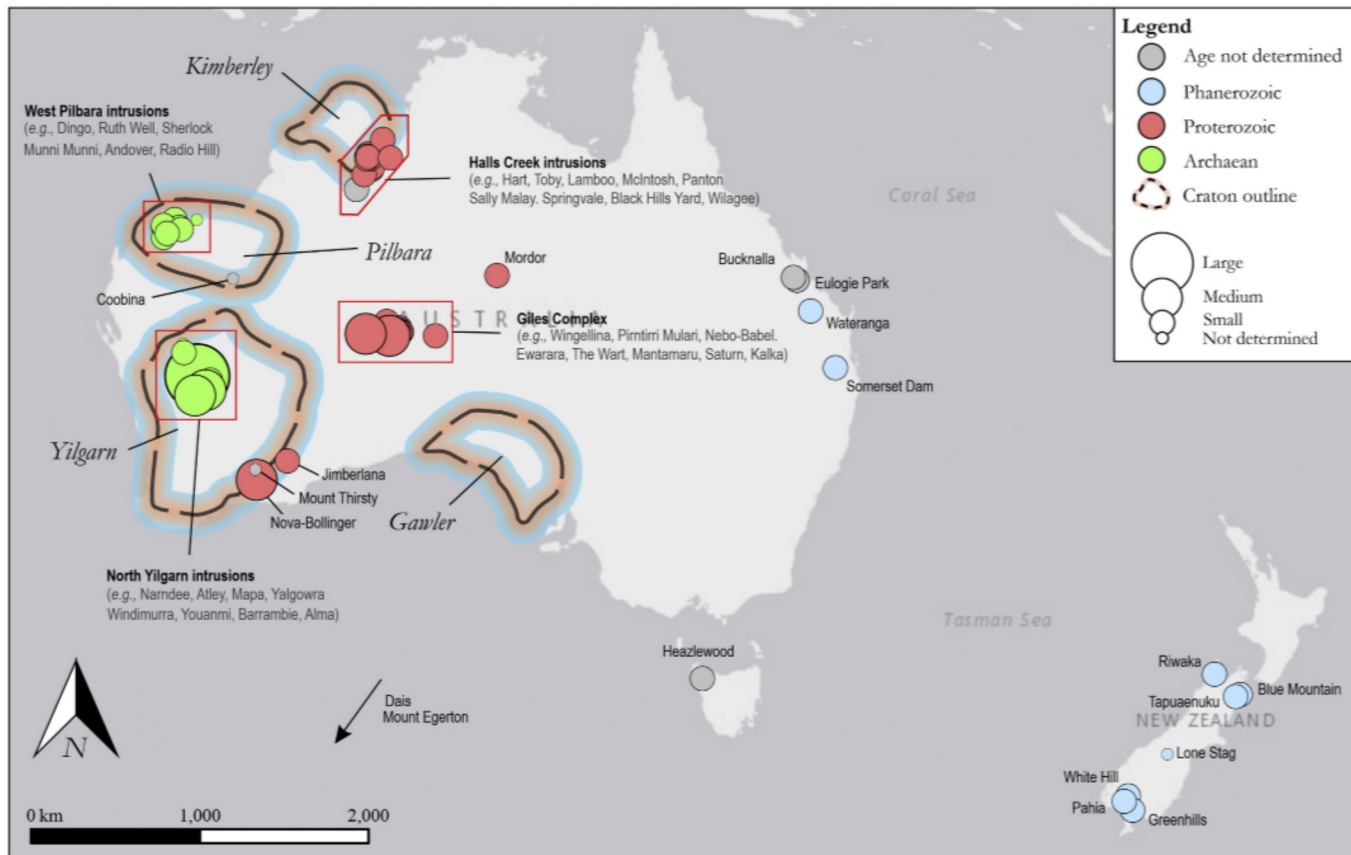 Legend
Age not determined
Phanerozoic
Proterozoic
Archaean
Craton outline
Large
Medium
Small
Not determined
Kimberley
West Pilbara intrusions
(e.g., Dingo, Ruth Well, Sherlock
Munni Munni, Andover, Radio Hill)
Halls Creek intrusions
(e.g., Hart, Toby, Lamboo, McIntosh, Panton
Sally Malay. Springvale, Black Hills Yard, Wilagee)
Coral Sea
Pilbara
Mordor
Bucknalla
Eulogie Park
Coobina
Wateranga
AUSTRALIA
Giles Complex
(e.g., Wingellina, Pirntirri Mulari, Nebo-Babel.
Ewarara, The Wart, Mantamaru, Saturn, Kalka)
Somerset Dam
Yilgarn
Jimberlana
Mount Thirsty
Nova-Bollinger
Gawler
North Yilgarn intrusions
(e.g., Narndee, Atley, Mapa, Yalgowra
Windimurra, Youanmi, Barrambie, Alma)
Tasman Sea
Heazlewood
Riwaka
Blue Mountain
Tapuaenuku
NEW ZEALAND
Dais
Mount Egerton
N
Lone Stag
White Hill
Pahia
Greenhills
0 km 1,000 2,000